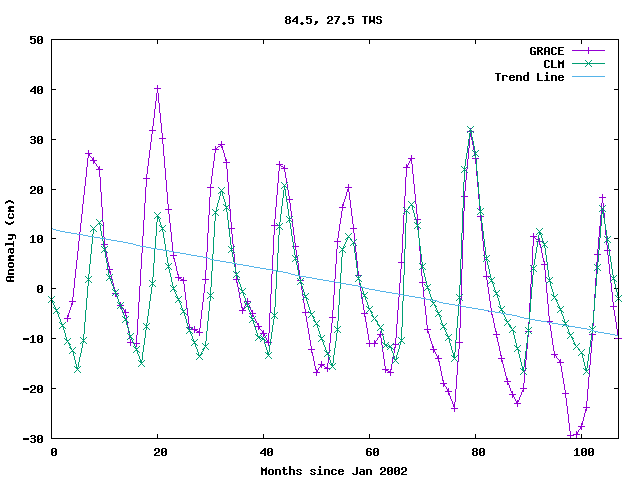 84.5, 27.5 TWS
GRACE
CLM
Trend Line
50
40
30
20
10
0
-10
-20
-30
Anomaly (cm)
0 20 40 60 80 100
Months since Jan 2002